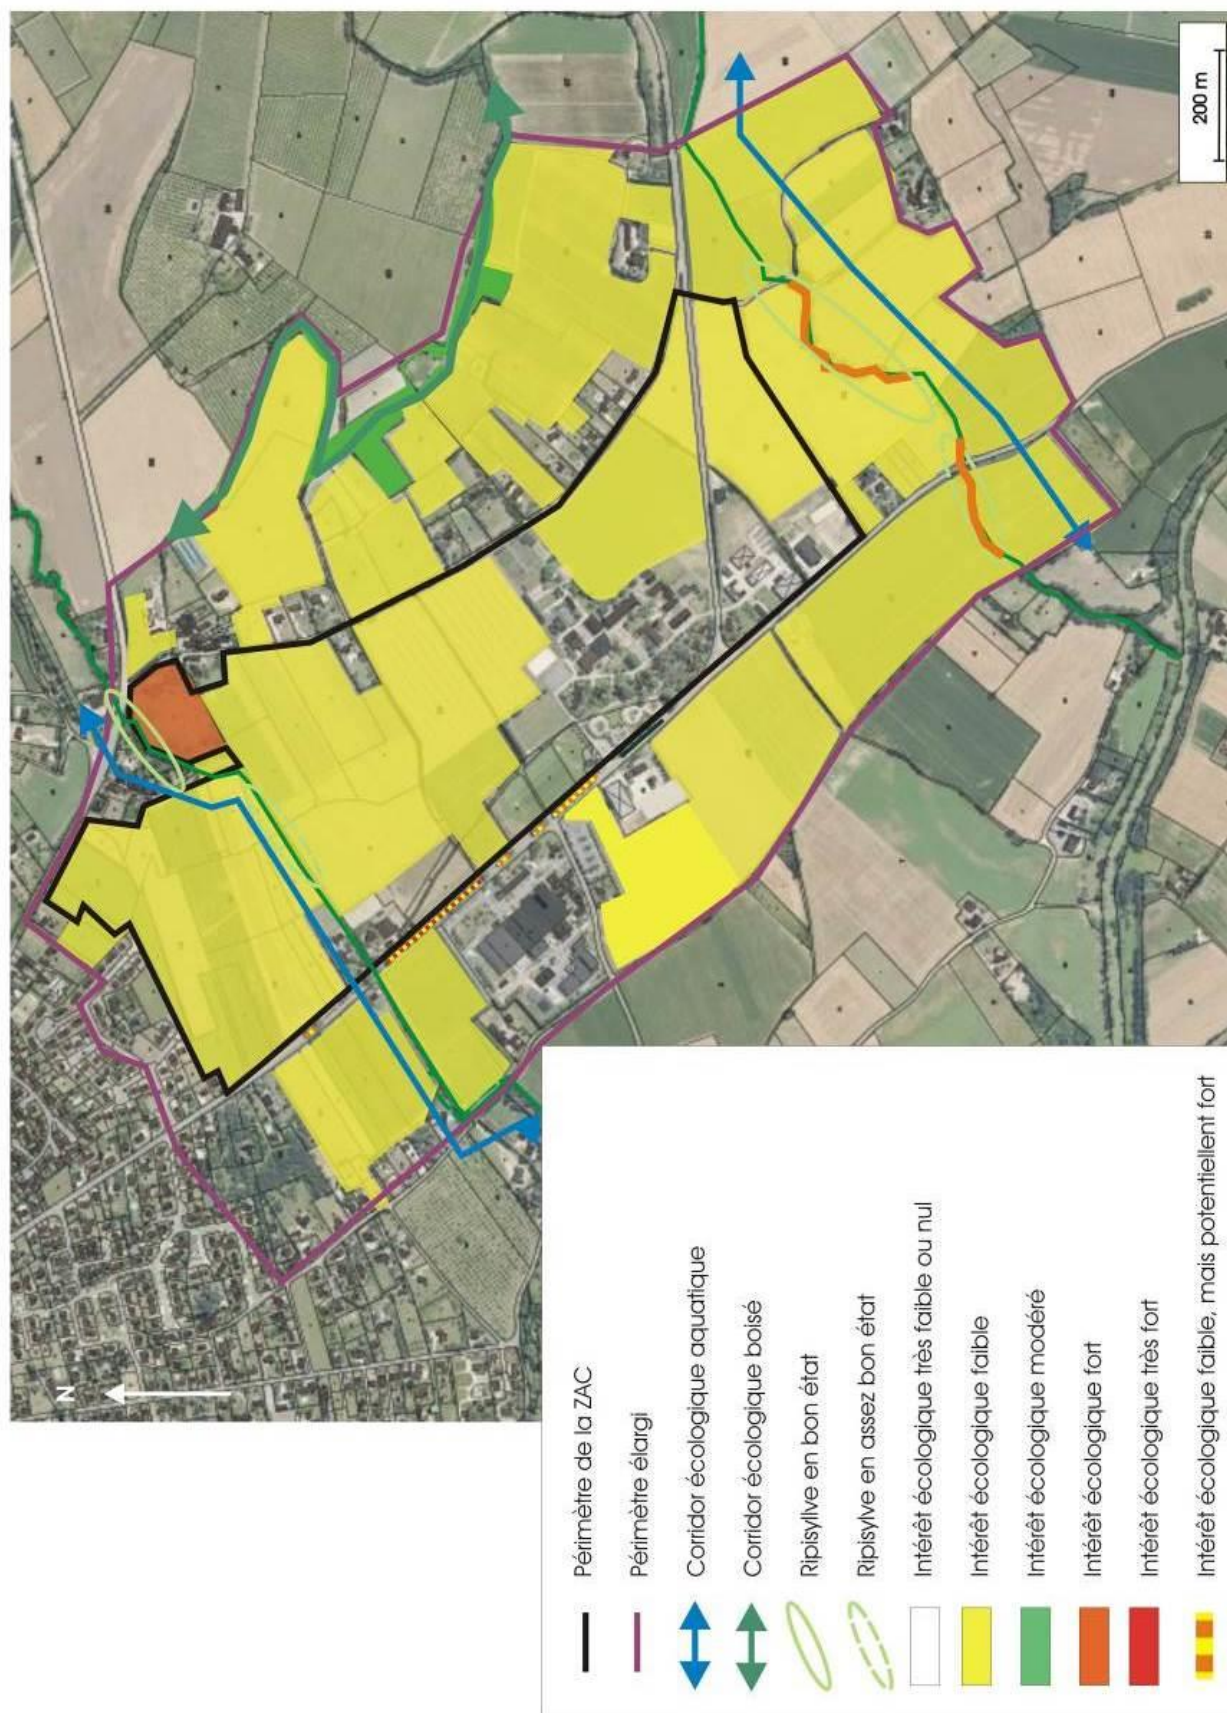 N
200 m
Périmètre de la ZAC
Périmètre élargi
Corridor écologique aquatique
Corridor écologique boisé
Ripisyllve en bon état
Ripisylve en assez bon état
Intérêt écologique très faible ou nul
Intérêt écologique faible
Intérêt écologique modéré
Intérêt écologique fort
Intérêt écologique très fort
Intérêt écologique faible, mais potentiellent fort